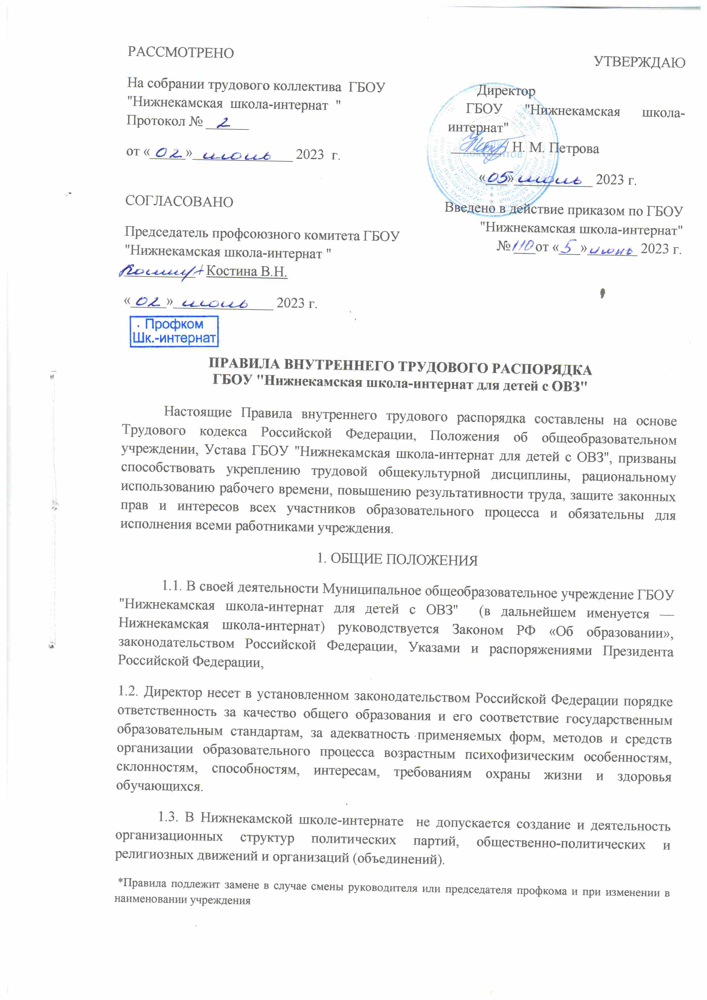 РАССМОТРЕНО
На собрании трудового коллектива ГБОУ
"Нижнекамская школа-интернат "
Протокол № 2
от «02» июнь 2023 г.
СОГЛАСОВАНО
Председатель профсоюзного комитета ГБОУ
"Нижнекамская школа-интернат "
/ Костина В.Н.
«02» июнь 2023 г.
Профком
Шк.-интернат
УТВЕРЖДАЮ
Директор
ГБОУ "Нижнекамская школа-
интернат"
/ Н. М. Петрова
ДОКУМЕНТОВ
«05» июнь 2023 г.
Введено в действие приказом по ГБОУ
"Нижнекамская школа-интернат"
№110 от «5» июнь 2023 г.
ПРАВИЛА ВНУТРЕННЕГО ТРУДОВОГО РАСПОРЯДКА
ГБОУ "Нижнекамская школа-интернат для детей с ОВЗ"
Настоящие Правила внутреннего трудового распорядка составлены на основе
Трудового кодекса Российской Федерации, Положения об общеобразовательном
учреждении, Устава ГБОУ "Нижнекамская школа-интернат для детей с ОВЗ", призваны
способствовать укреплению трудовой общекультурной дисциплины, рациональному
использованию рабочего времени, повышению результативности труда, защите законных
прав и интересов всех участников образовательного процесса и обязательны для
исполнения всеми работниками учреждения.
1. ОБЩИЕ ПОЛОЖЕНИЯ
1.1. В своей деятельности Муниципальное общеобразовательное учреждение ГБОУ
"Нижнекамская школа-интернат для детей с ОВЗ" (в дальнейшем именуется —
Нижнекамская школа-интернат) руководствуется Законом РФ «Об образовании»,
законодательством Российской Федерации, Указами и распоряжениями Президента
Российской Федерации,
1.2. Директор несет в установленном законодательством Российской Федерации порядке
ответственность за качество общего образования и его соответствие государственным
образовательным стандартам, за адекватность применяемых форм, методов и средств
организации образовательного процесса возрастным психофизическим особенностям,
склонностям, способностям, интересам, требованиям охраны жизни и здоровья
обучающихся.
1.3. В Нижнекамской школе-интернате не допускается создание и деятельность
организационных структур политических партий, общественно-политических и
религиозных движений и организаций (объединений).
*Правила подлежит замене в случае смены руководителя или председателя профкома и при изменении в
наименовании учреждения